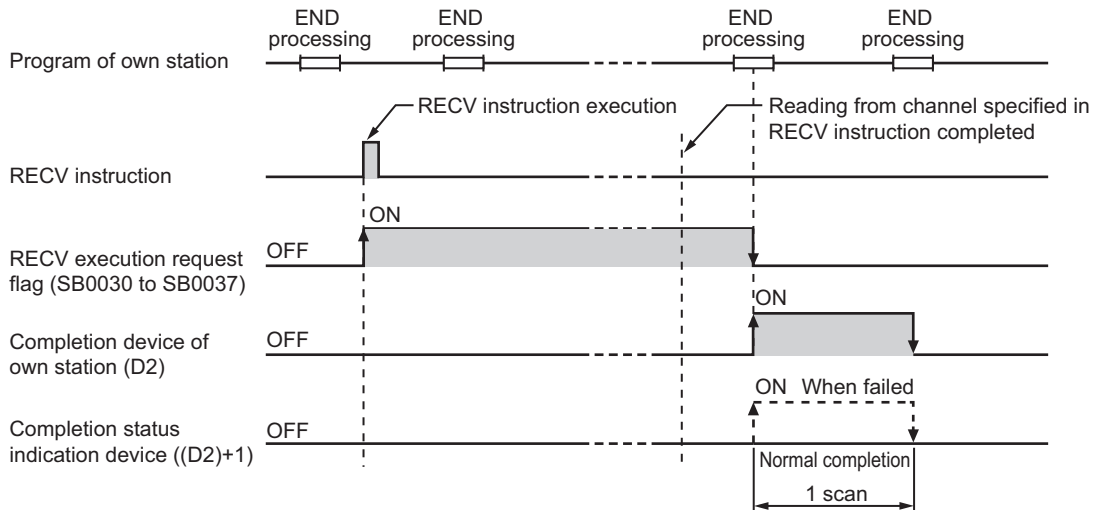 END
processing
END
processing
END
processing
END
processing
Program of own station
RECV instruction execution
Reading from channel specified in
RECV instruction completed
RECV instruction
ON
OFF
RECV execution request
flag (SB0030 to SB0037)
ON
OFF
Completion device of
own station (D2)
ON When failed
OFF
Completion status
indication device ((D2)+1)
Normal completion
1 scan